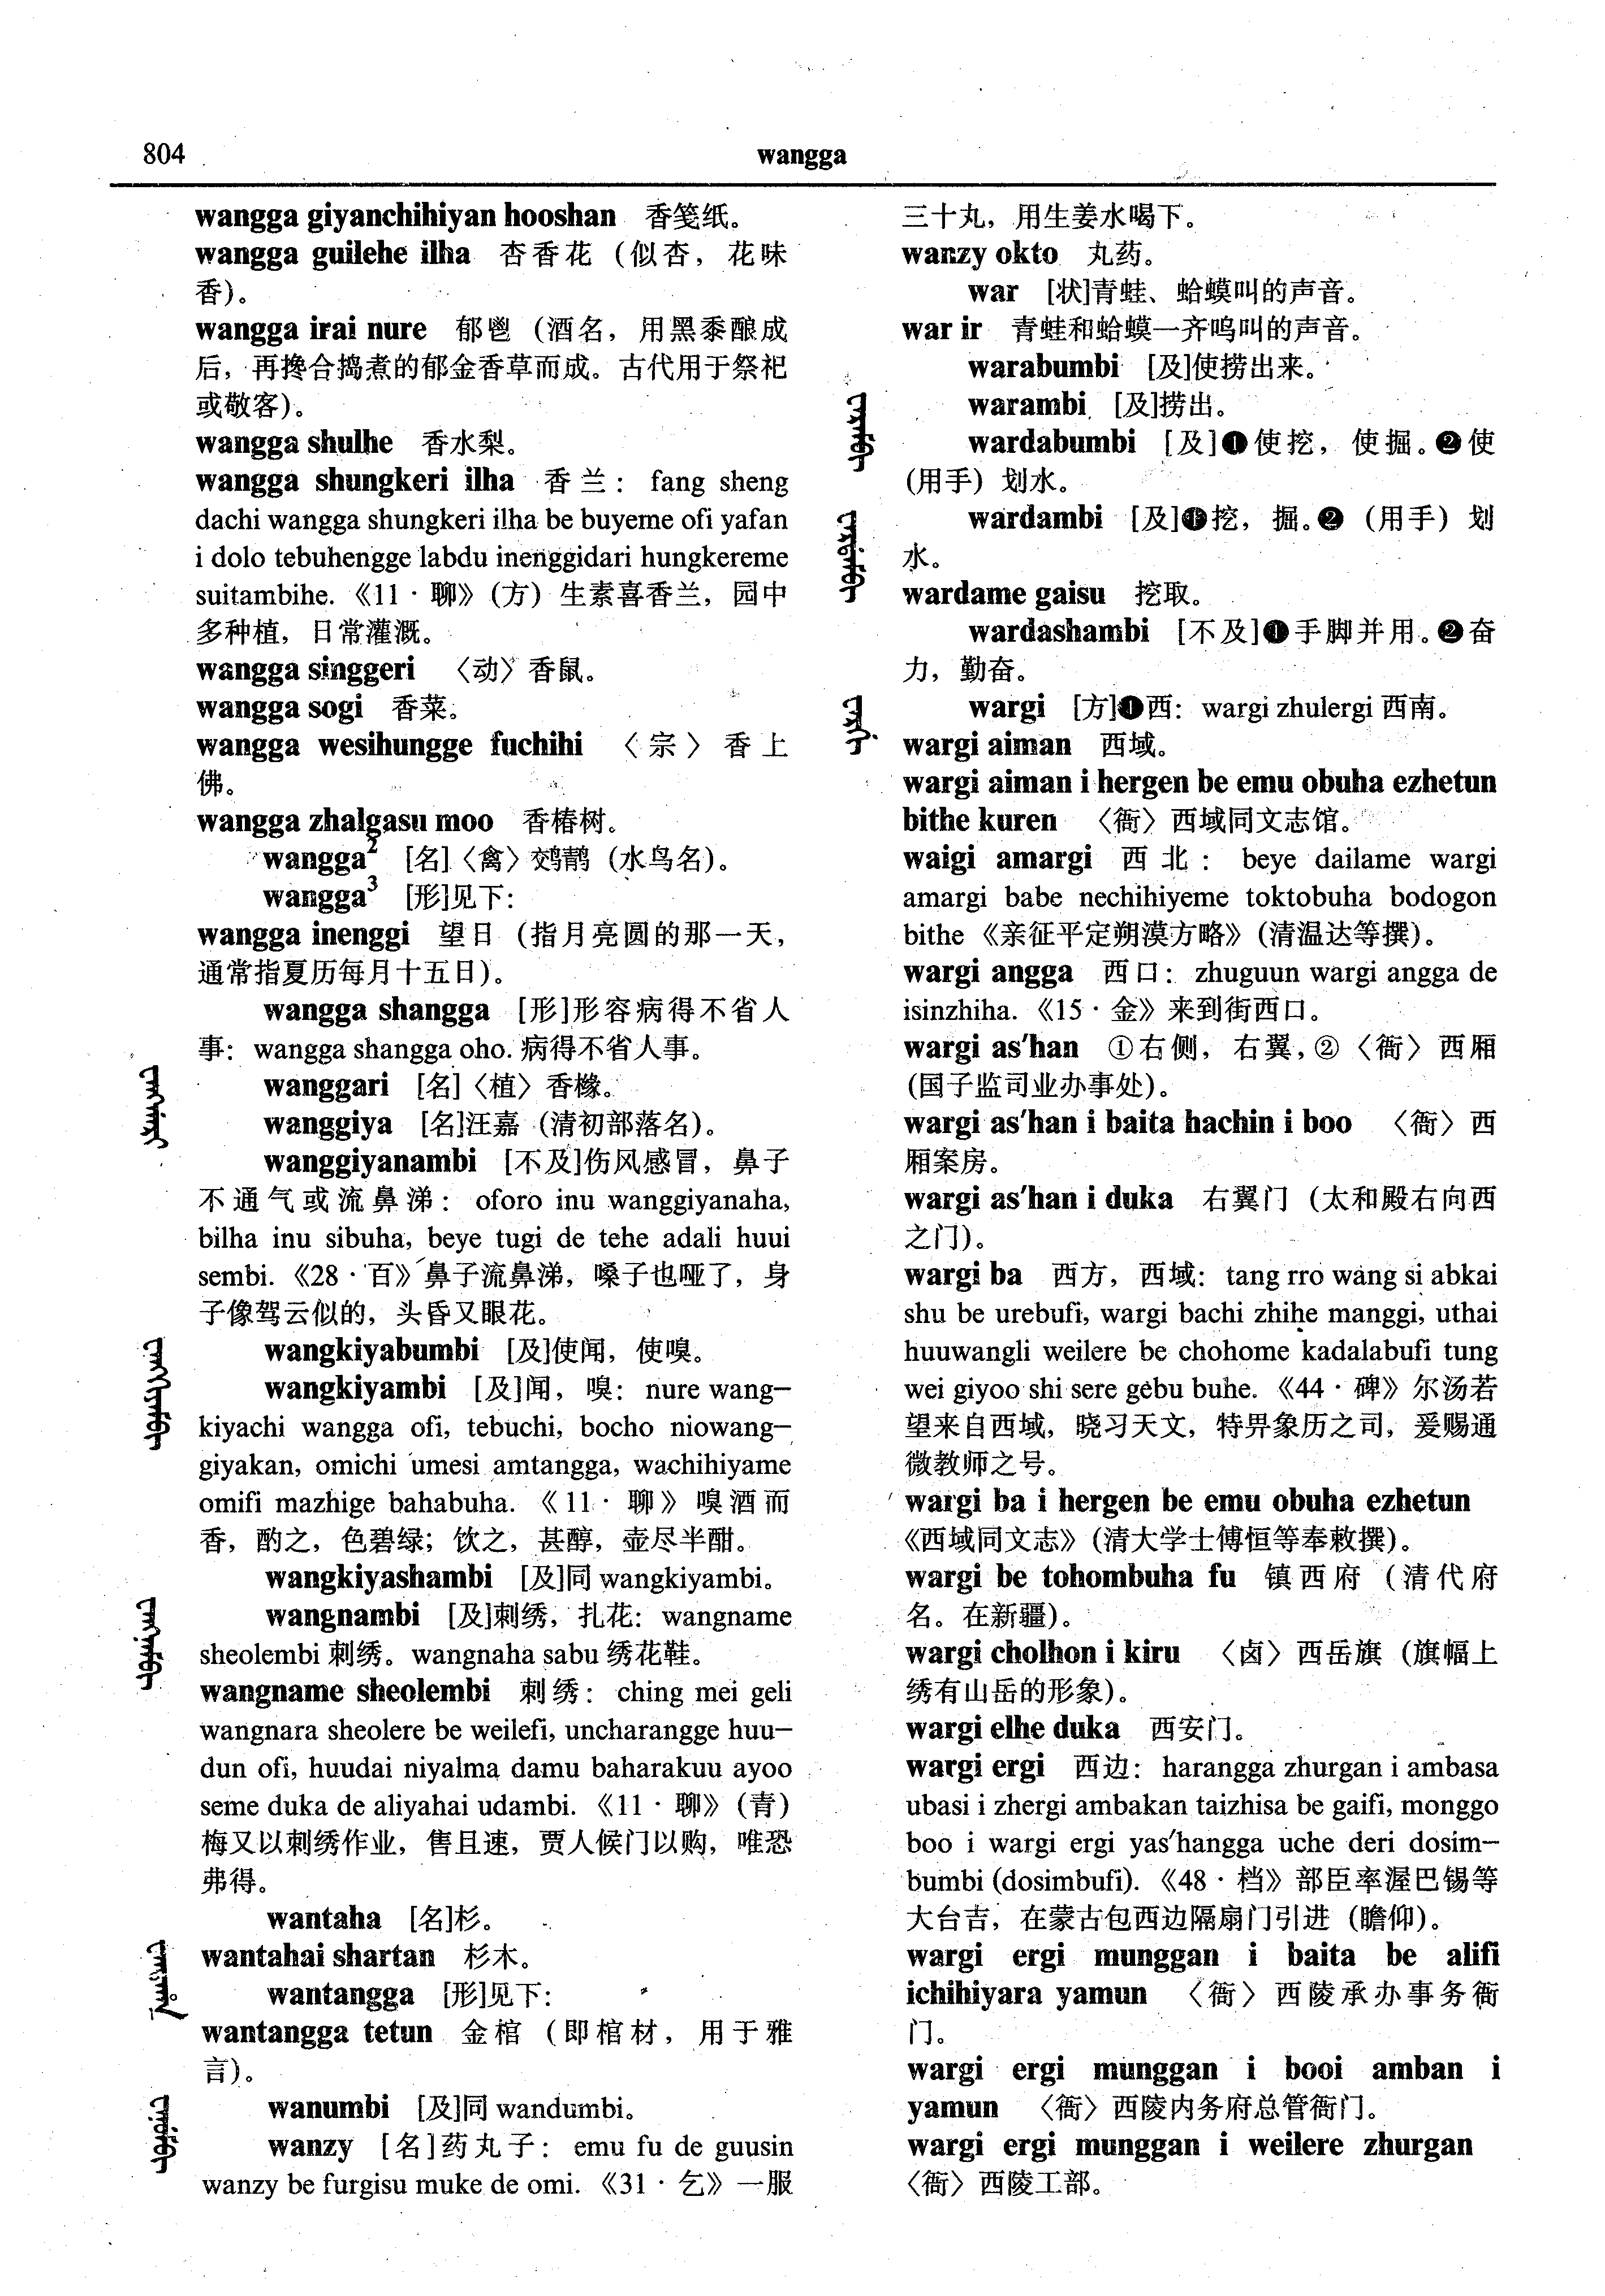 804
wangga
wangga giyanchihiyan hooshan 香笺纸。
wangga guilehe ilha 杏香花（似杏，花味
香）。
wangga irai nure 郁鬯（酒名，用黑黍酿成
后，再搀合捣煮的郁金香草而成。古代用于祭祀
或敬客）。
wangga shulhe 香水梨。
wangga shungkeri ilha 香兰： fang sheng
dachi wangga shungkeri ilha be buyeme ofi yafan
i dolo tebuhengge labdu inenggidari hungkereme
suitambihe. 《11 · 聊》（方）生素喜香兰，园中
多种植，日常灌溉。
wangga singgeri 〈动〉香鼠。
wangga sogi 香菜。
wangga wesihungge fuchihi 〈宗〉香上
佛。
wangga zhalgasu moo 香椿树。
wangga² [名]〈禽〉䴔䴖（水鸟名）。
wangga³ [形]见下：
wangga inenggi 望日（指月亮圆的那一天，
通常指夏历每月十五日）。
wangga shangga [形]形容病得不省人
事： wangga shangga oho. 病得不省人事。
wanggari [名]〈植〉香橼。
wanggiya [名]汪嘉（清初部落名）。
wanggiyanambi [不及]伤风感冒，鼻子
不通气或流鼻涕： oforo inu wanggiyanaha,
bilha inu sibuha, beye tugi de tehe adali huui
sembi. 《28 · 百》鼻子流鼻涕，嗓子也哑了，身
子像驾云似的，头昏又眼花。
wangkiyabumbi [及]使闻，使嗅。
wangkiyambi [及]闻，嗅： nure wang—
kiyachi wangga ofi, tebuchi, bocho niowang—
giyakan, omichi umesi amtangga, wachihiyame
omifi mazhige bahabuha. 《11 · 聊》嗅酒而
香，酌之，色碧绿；饮之，甚醇，壶尽半酣。
wangkiyashambi [及]同 wangkiyambi。
wangnambi [及]刺绣，扎花： wangname
sheolembi 刺绣。wangnaha sabu 绣花鞋。
wangname sheolembi 刺绣： ching mei geli
wangnara sheolere be weilefi, uncharangge huu—
dun ofi, huudai niyalma damu baharakuu ayoo
seme duka de aliyahai udambi. 《11 · 聊》（青）
梅又以刺绣作业，售且速，贾人候门以购，唯恐
弗得。
wantaha [名]杉。
wantahai shartan 杉木。
wantangga [形]见下：
wantangga tetun 金棺（即棺材，用于雅
言）。
wanumbi [及]同 wandumbi。
wanzy [名]药丸子： emu fu de guusin
wanzy be furgisu muke de omi. 《31 · 乞》一服
三十丸，用生姜水喝下。
wanzy okto 丸药。
war [状]青蛙、蛤蟆叫的声音。
war ir 青蛙和蛤蟆一齐鸣叫的声音。
warabumbi [及]使捞出来。
warambi [及]捞出。
wardabumbi [及]❶使挖，使掘。❷使
（用手）划水。
wardambi [及]❶挖，掘。❷（用手）划
水。
wardame gaisu 挖取。
wardashambi [不及]❶手脚并用。❷奋
力，勤奋。
wargi [方]❶西： wargi zhulergi 西南。
wargi aiman 西域。
wargi aiman i hergen be emu obuha ezhetun
bithe kuren 〈衙〉西域同文志馆。
waigi amargi 西北： beye dailame wargi
amargi babe nechihiyeme toktobuha bodogon
bithe 《亲征平定朔漠方略》（清温达等撰）。
wargi angga 西口： zhuguun wargi angga de
isinzhiha. 《15 · 金》来到街西口。
wargi as'han ①右侧，右翼，②〈衙〉西厢
（国子监司业办事处）。
wargi as'han i baita hachin i boo 〈衙〉西
厢案房。
wargi as'han i duka 右翼门（太和殿右向西
之门）。
wargi ba 西方，西域： tang rro wang si abkai
shu be urebufi, wargi bachi zhihe manggi, uthai
huuwangli weilere be chohome kadalabufi tung
wei giyoo shi sere gebu buhe. 《44 · 碑》尔汤若
望来自西域，晓习天文，特畀象历之司，爰赐通
微教师之号。
wargi ba i hergen be emu obuha ezhetun
《西域同文志》（清大学士傅恒等奉敕撰）。
wargi be tohombuha fu 镇西府（清代府
名。在新疆）。
wargi cholhon i kiru 〈卤〉西岳旗（旗幅上
绣有山岳的形象）。
wargi elhe duka 西安门。
wargi ergi 西边： harangga zhurgan i ambasa
ubasi i zhergi ambakan taizhisa be gaifi, monggo
boo i wargi ergi yas'hangga uche deri dosim—
bumbi (dosimbufi). 《48 · 档》部臣率渥巴锡等
大台吉，在蒙古包西边隔扇门引进（瞻仰）。
wargi ergi munggan i baita be alifi
ichihiyara yamun 〈衙〉西陵承办事务衙
门。
wargi ergi munggan i booi amban i
yamun 〈衙〉西陵内务府总管衙门。
wargi ergi munggan i weilere zhurgan
〈衙〉西陵工部。